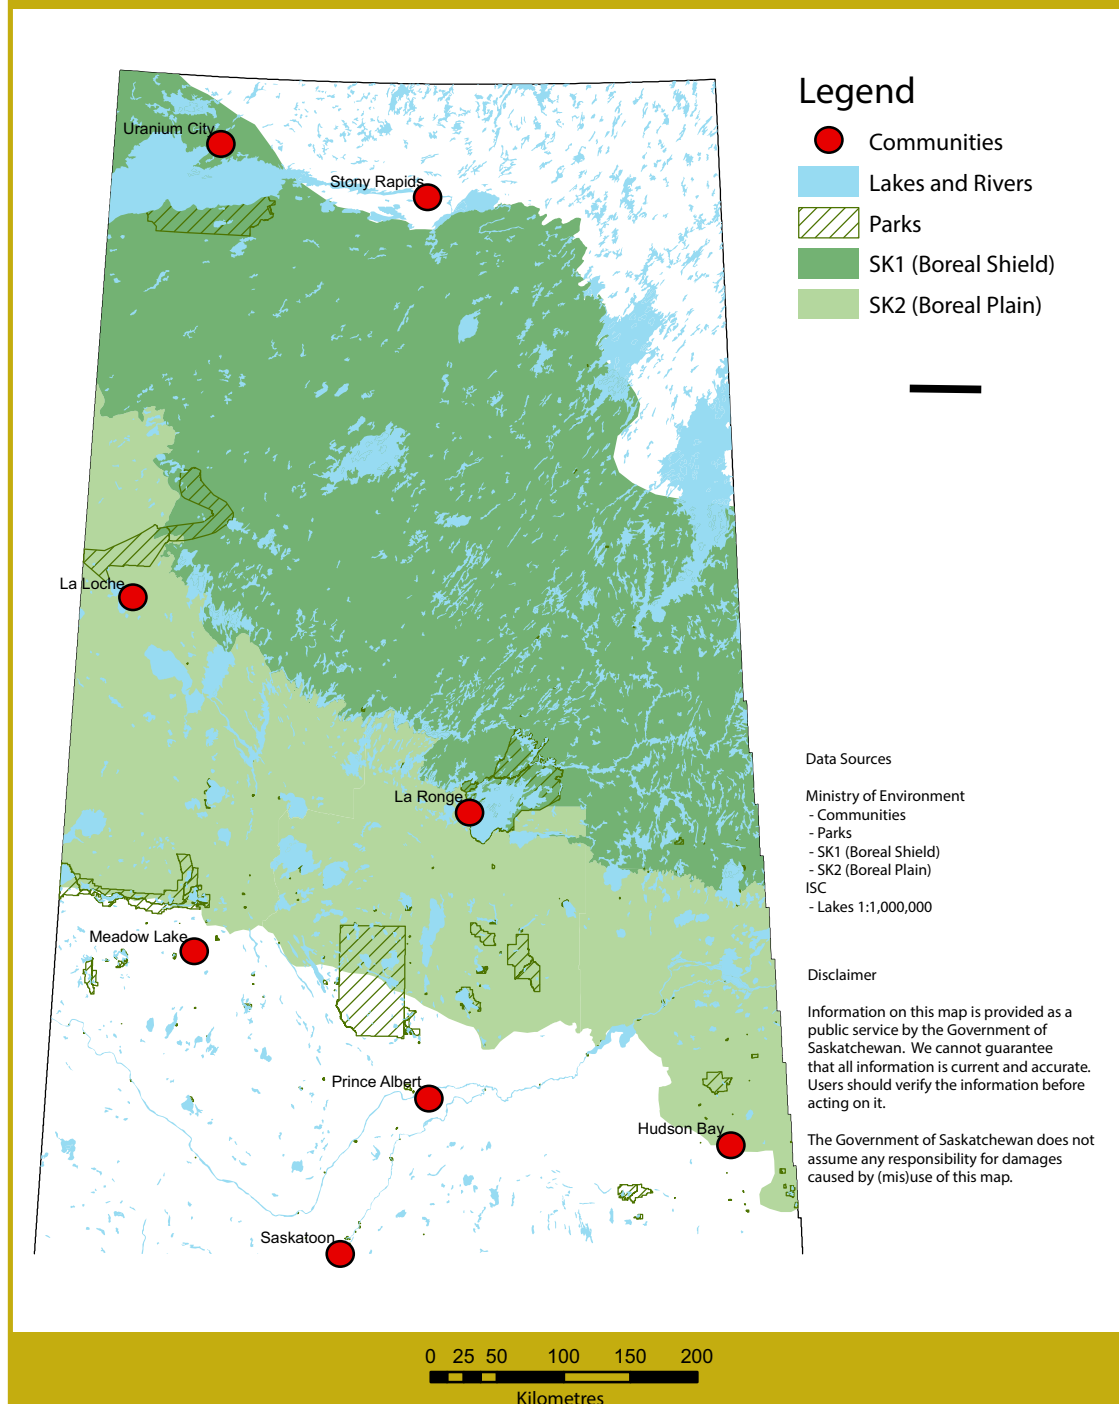 Legend
Communities
Lakes and Rivers
Parks
SK1 (Boreal Shield)
SK2 (Boreal Plain)
Uranium City
Stony Rapids
La Loche
La Ronge
Meadow Lake
Prince Albert
Hudson Bay
Saskatoon
Data Sources
Ministry of Environment
- Communities
- Parks
- SK1 (Boreal Shield)
- SK2 (Boreal Plain)
ISC
- Lakes 1:1,000,000
Disclaimer
Information on this map is provided as a
public service by the Government of
Saskatchewan. We cannot guarantee
that all information is current and accurate.
Users should verify the information before
acting on it.
The Government of Saskatchewan does not
assume any responsibility for damages
caused by (mis)use of this map.
0 25 50 100 150 200
Kilometres